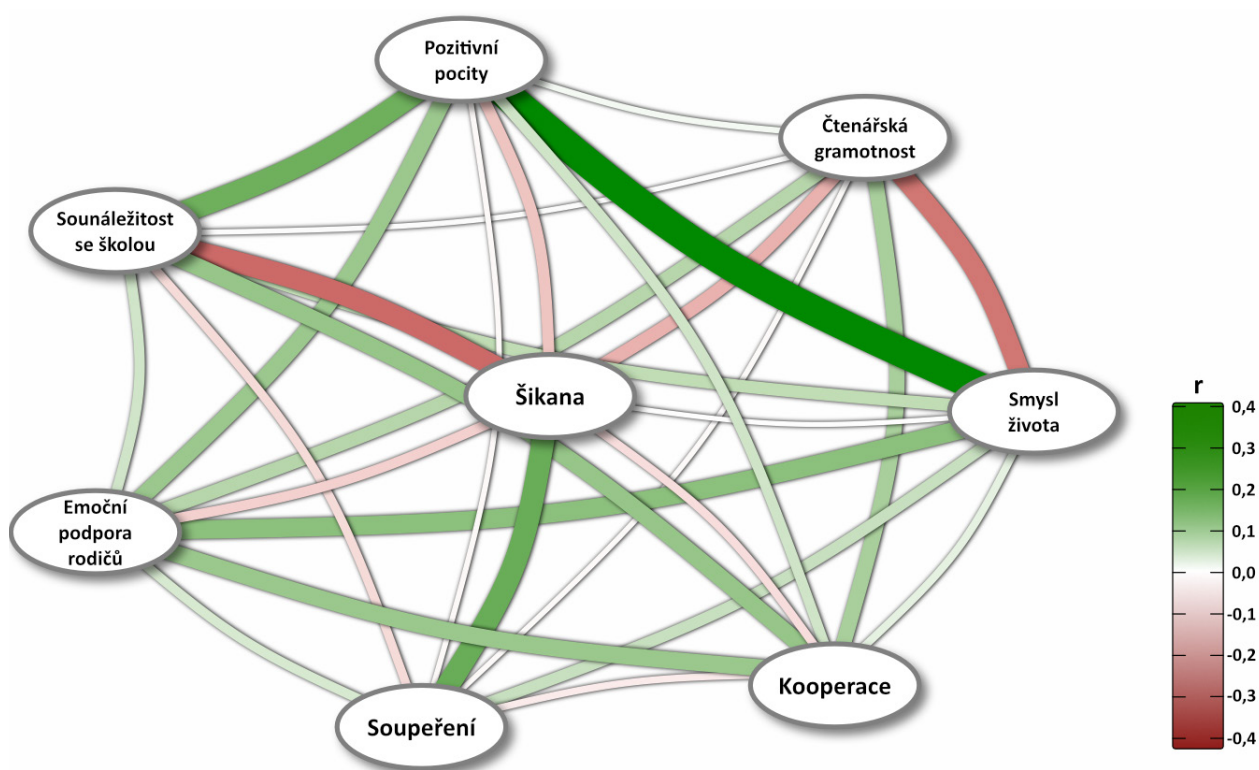 Pozitivní
pocity
Čtenářská
gramotnost
Sounáležitost
se školou
Šikana
Smysl
života
Emoční
podpora
rodičů
Soupeření
Kooperace
r
0,4
0,3
0,2
0,1
0,0
-0,1
-0,2
-0,3
-0,4